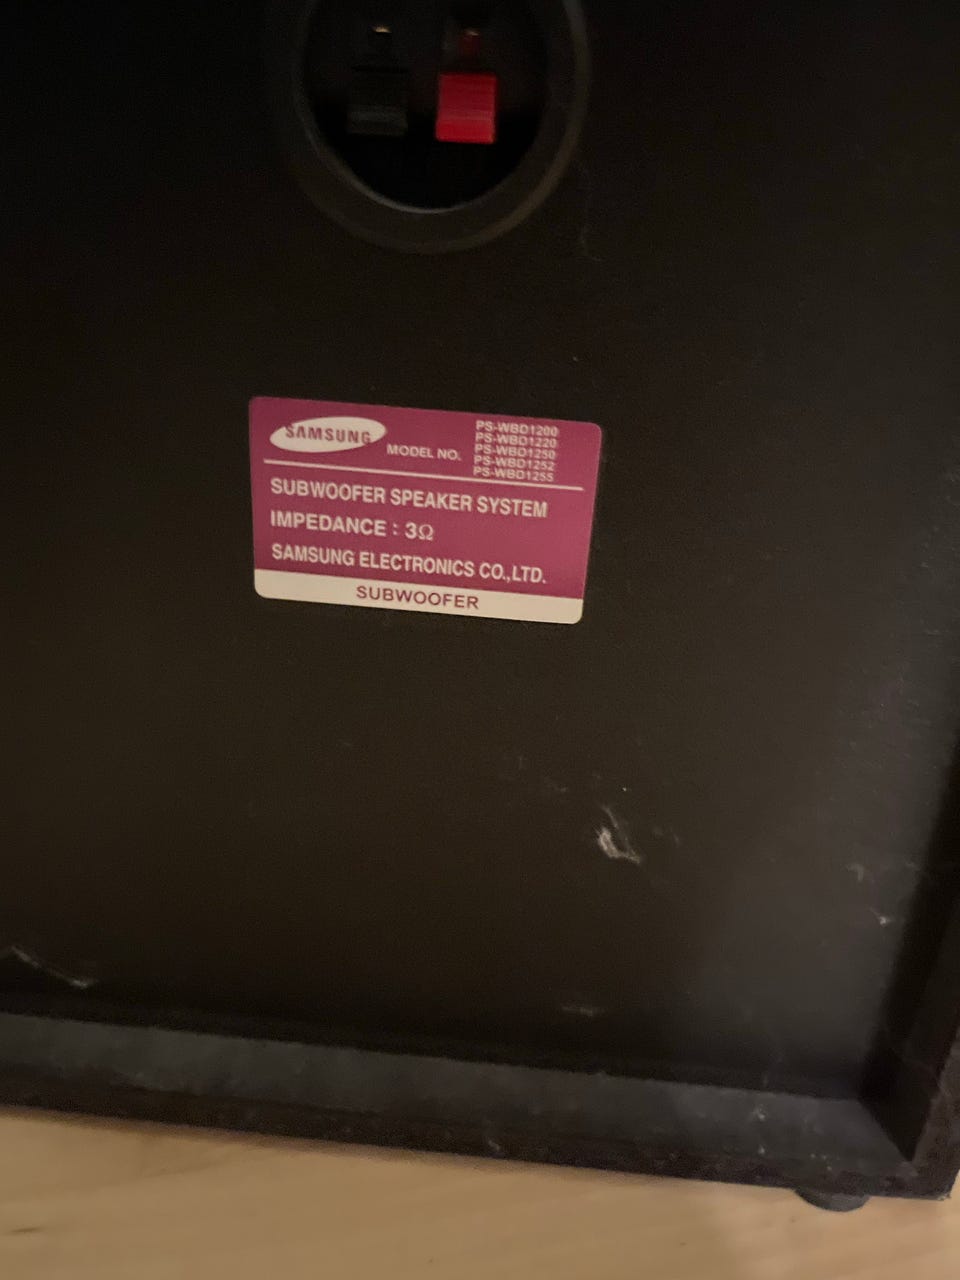 SAMSUNG
MODEL NO.
PS-WBD1200
PS-WBD1220
PS-WBD1250
PS-WBD1252
PS-WBD1255
SUBWOOFER SPEAKER SYSTEM
IMPEDANCE : 3Ω
SAMSUNG ELECTRONICS CO.,LTD.
SUBWOOFER